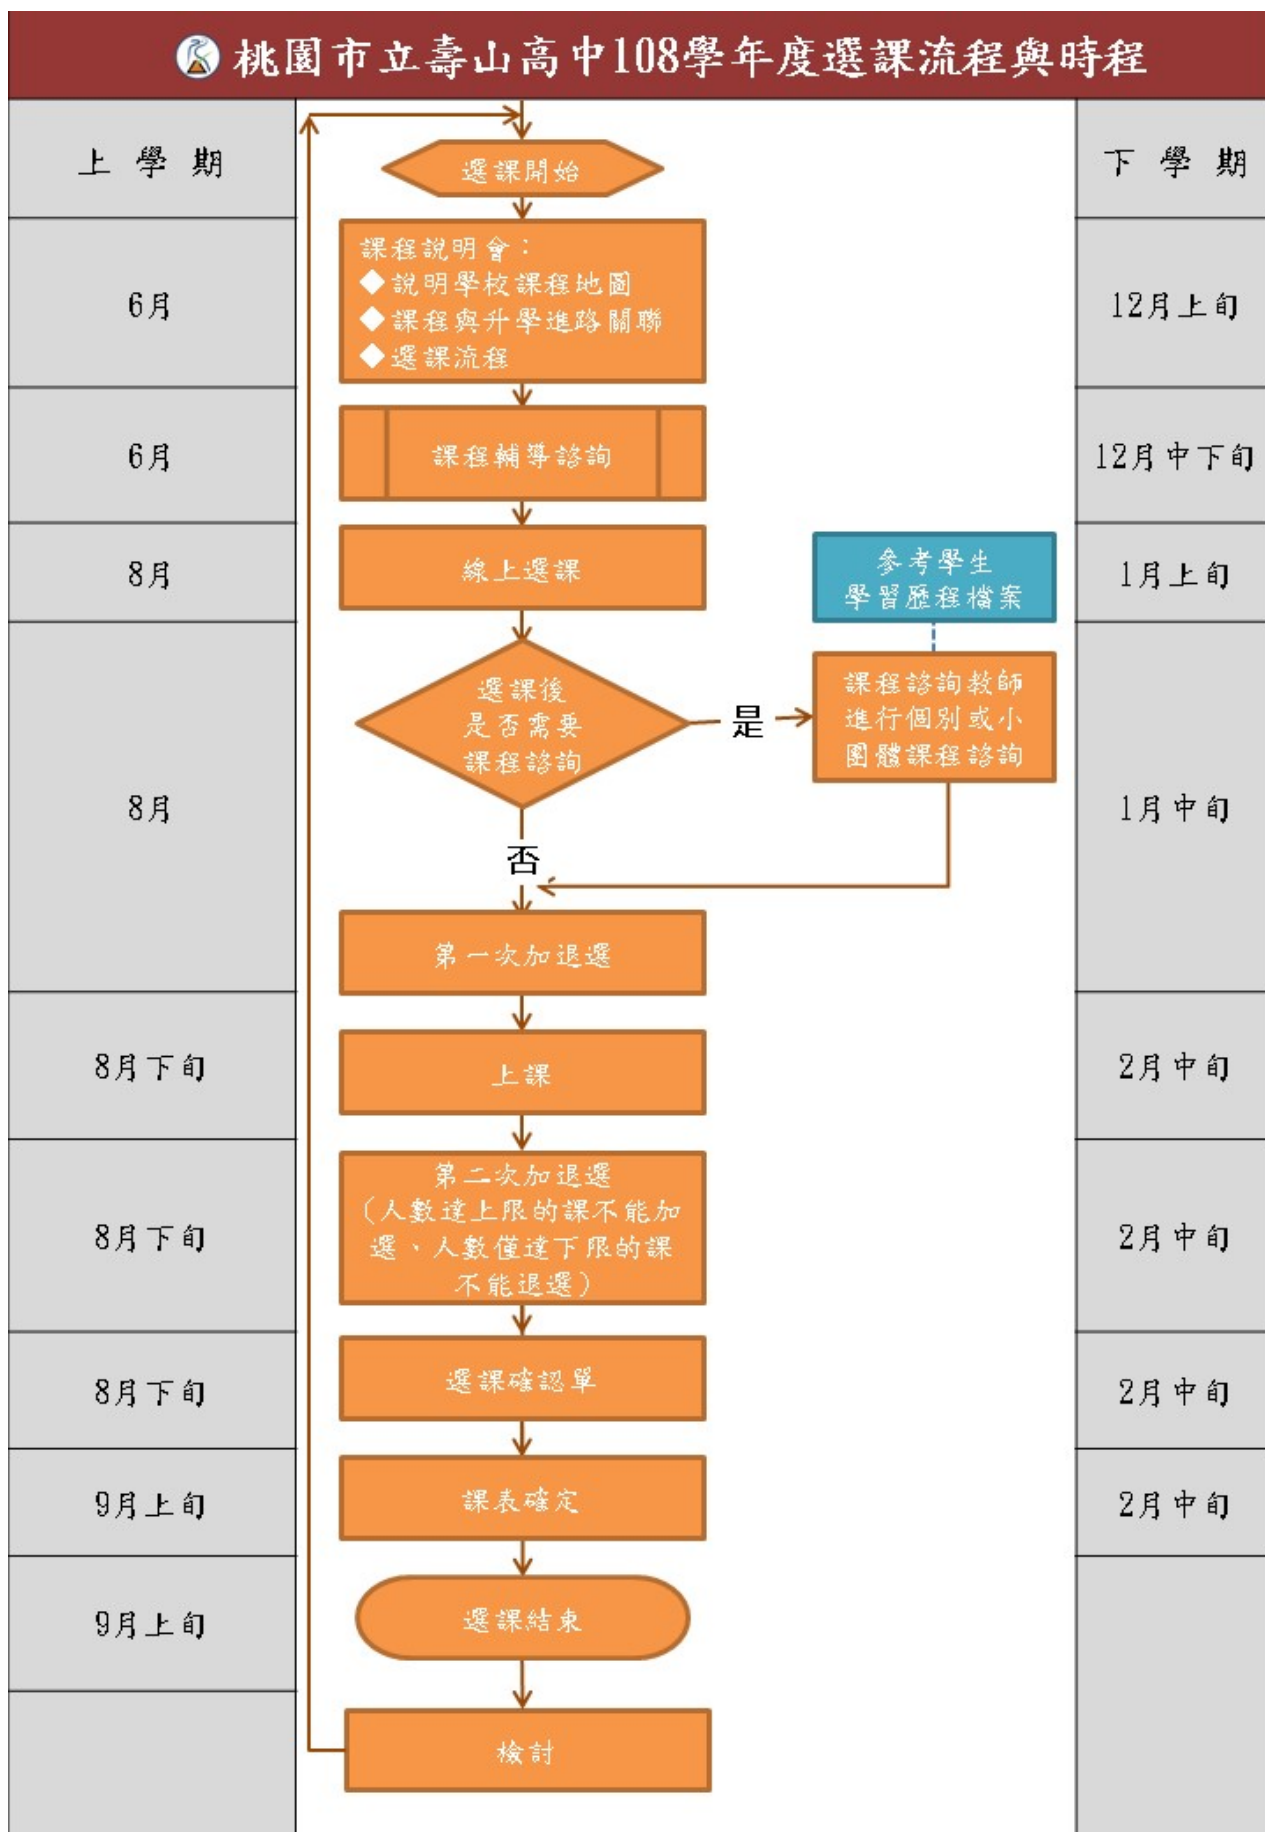 桃園市立壽山高中108學年度選課流程與時程
上學期
選課開始
下學期
6月
課程說明會：
◆說明學校課程地圖
◆課程與升學進路關聯
◆選課流程
12月上旬
6月
課程輔導諮詢
12月中下旬
8月
線上選課
參考學生
學習歷程檔案
1月上旬
8月
選課後
是否需要
課程諮詢
是
課程諮詢教師
進行個別或小
團體課程諮詢
1月中旬
否
第一次加退選
8月下旬
上課
2月中旬
8月下旬
第二次加退選
（人數達上限的課不能加
選、人數僅達下限的課
不能退選）
2月中旬
8月下旬
選課確認單
2月中旬
9月上旬
課表確定
2月中旬
9月上旬
選課結束
檢討